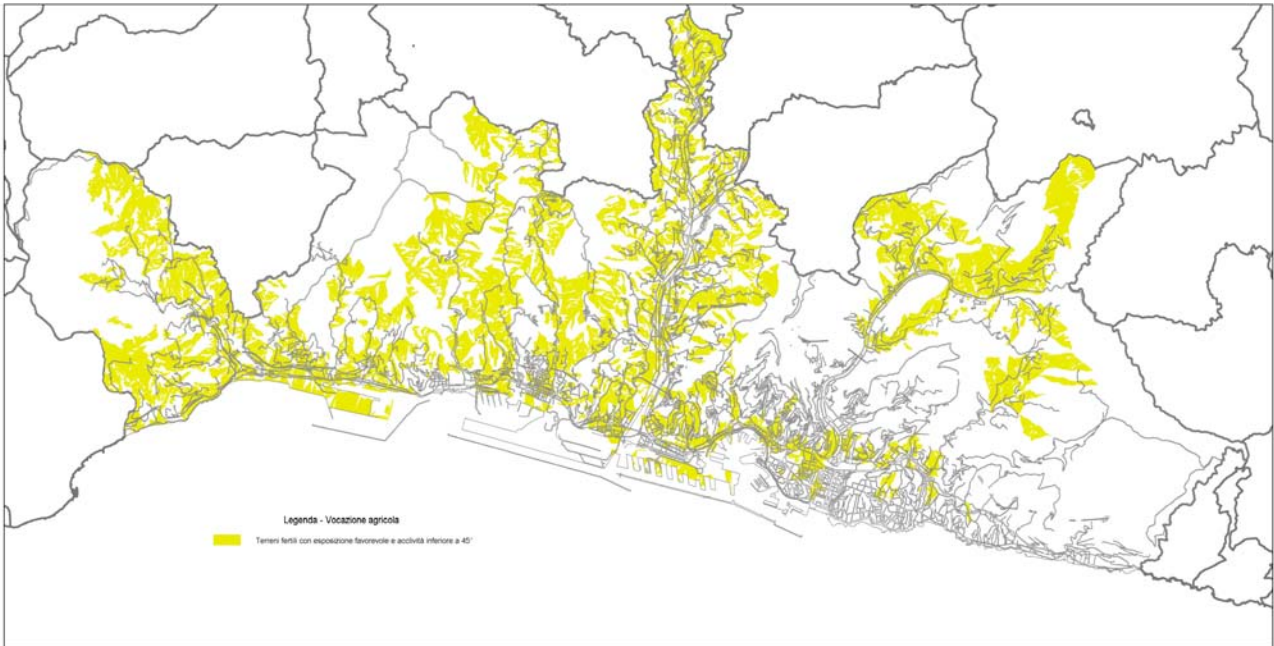 Legenda - Vocazione agricola
Terreni fertili con esposizione favorevole e acclività inferiore a 45°